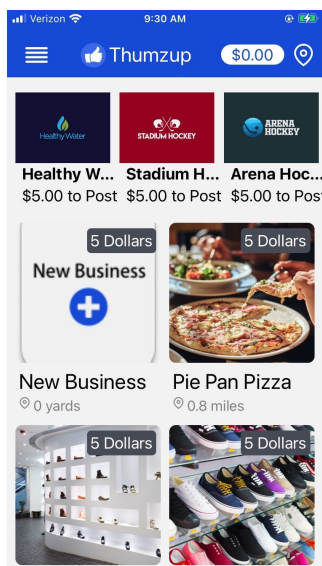 Verizon 9:30 AM
Thumzup $0.00
Healthy Water STADIUM HOCKEY ARENA HOCKEY
Healthy W... Stadium H... Arena Hoc...
$5.00 to Post $5.00 to Post $5.00 to Pos
5 Dollars 5 Dollars
New Business
New Business Pie Pan Pizza
0 yards 0.8 miles
5 Dollars 5 Dollars